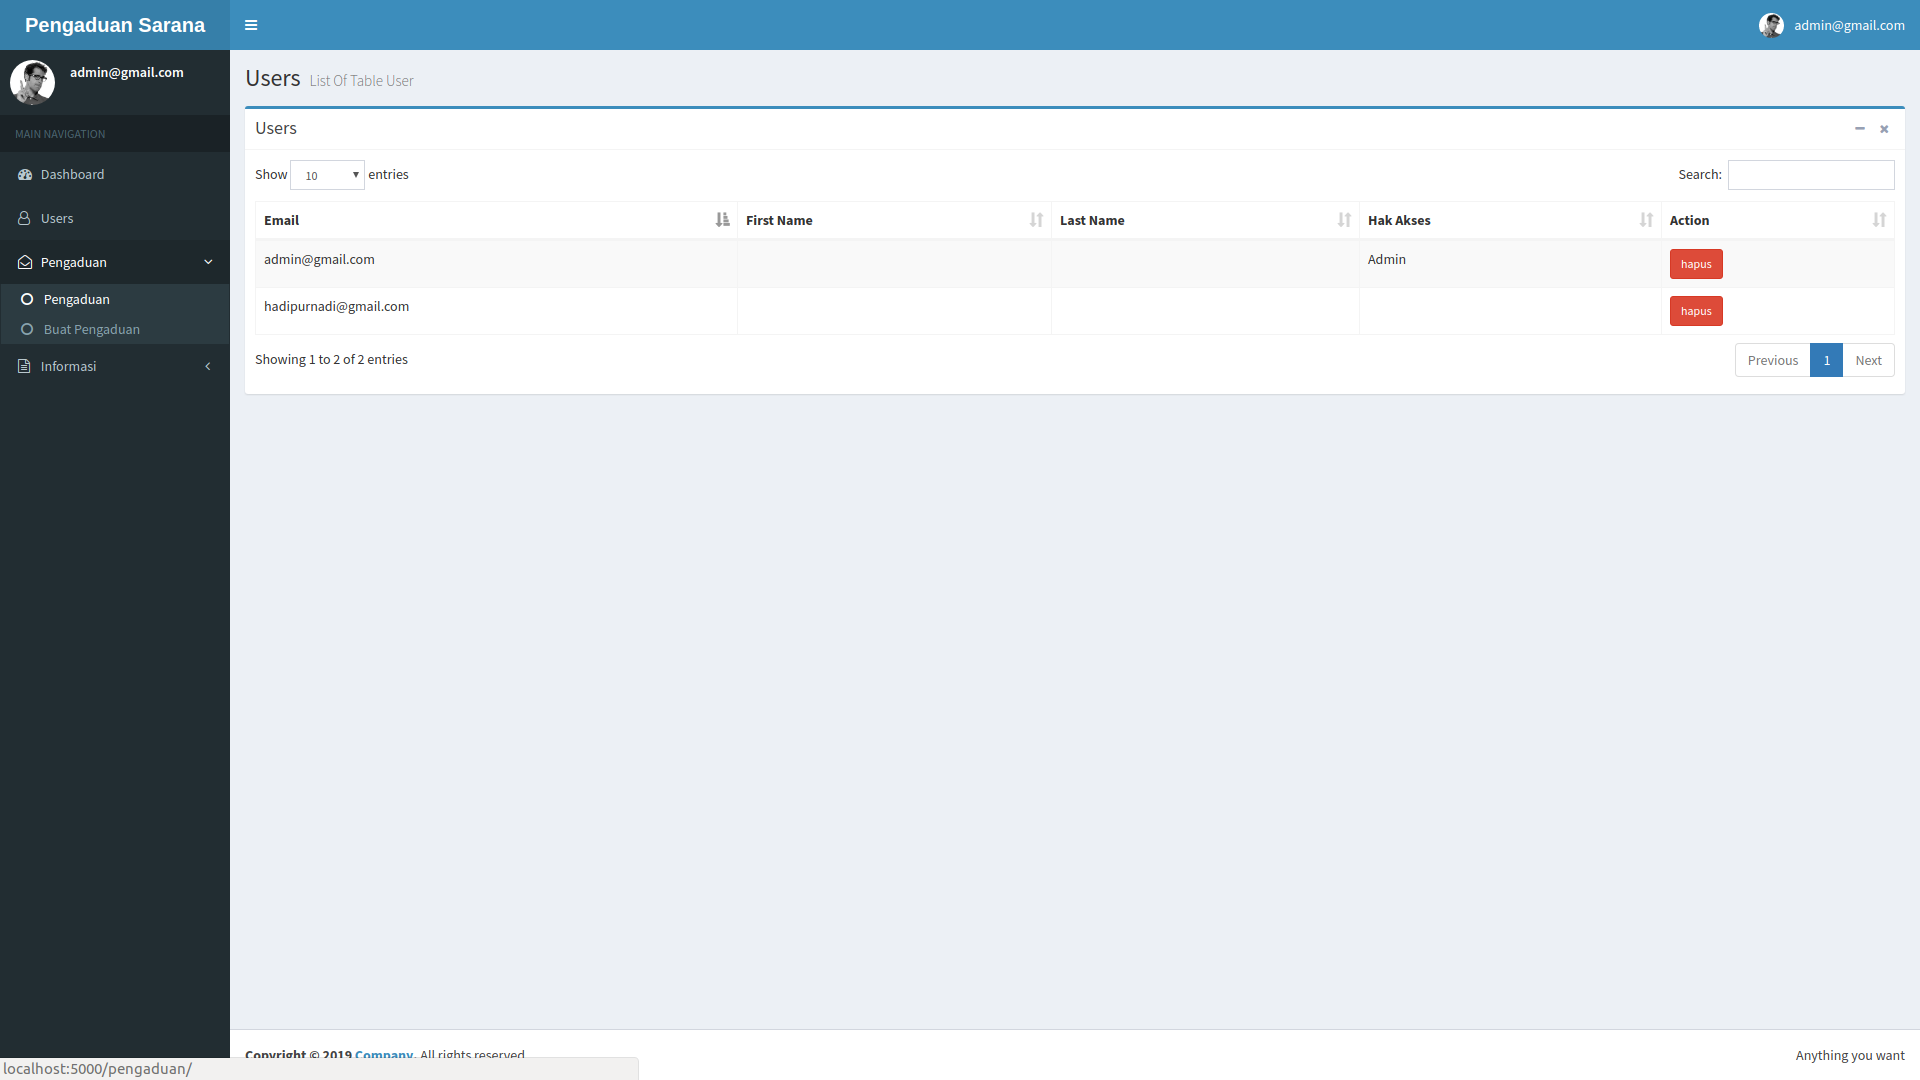 Pengaduan Sarana
admin@gmail.com
admin@gmail.com
MAIN NAVIGATION
Dashboard
Users
Pengaduan
Pengaduan
Buat Pengaduan
Informasi
Users List Of Table User
Users
Show 10 entries
Search:
Email First Name Last Name Hak Akses Action
admin@gmail.com Admin hapus
hadipurnadi@gmail.com hapus
Showing 1 to 2 of 2 entries
Previous 1 Next
Copyright © 2019 Company. All rights reserved
Anything you want
localhost:5000/pengaduan/